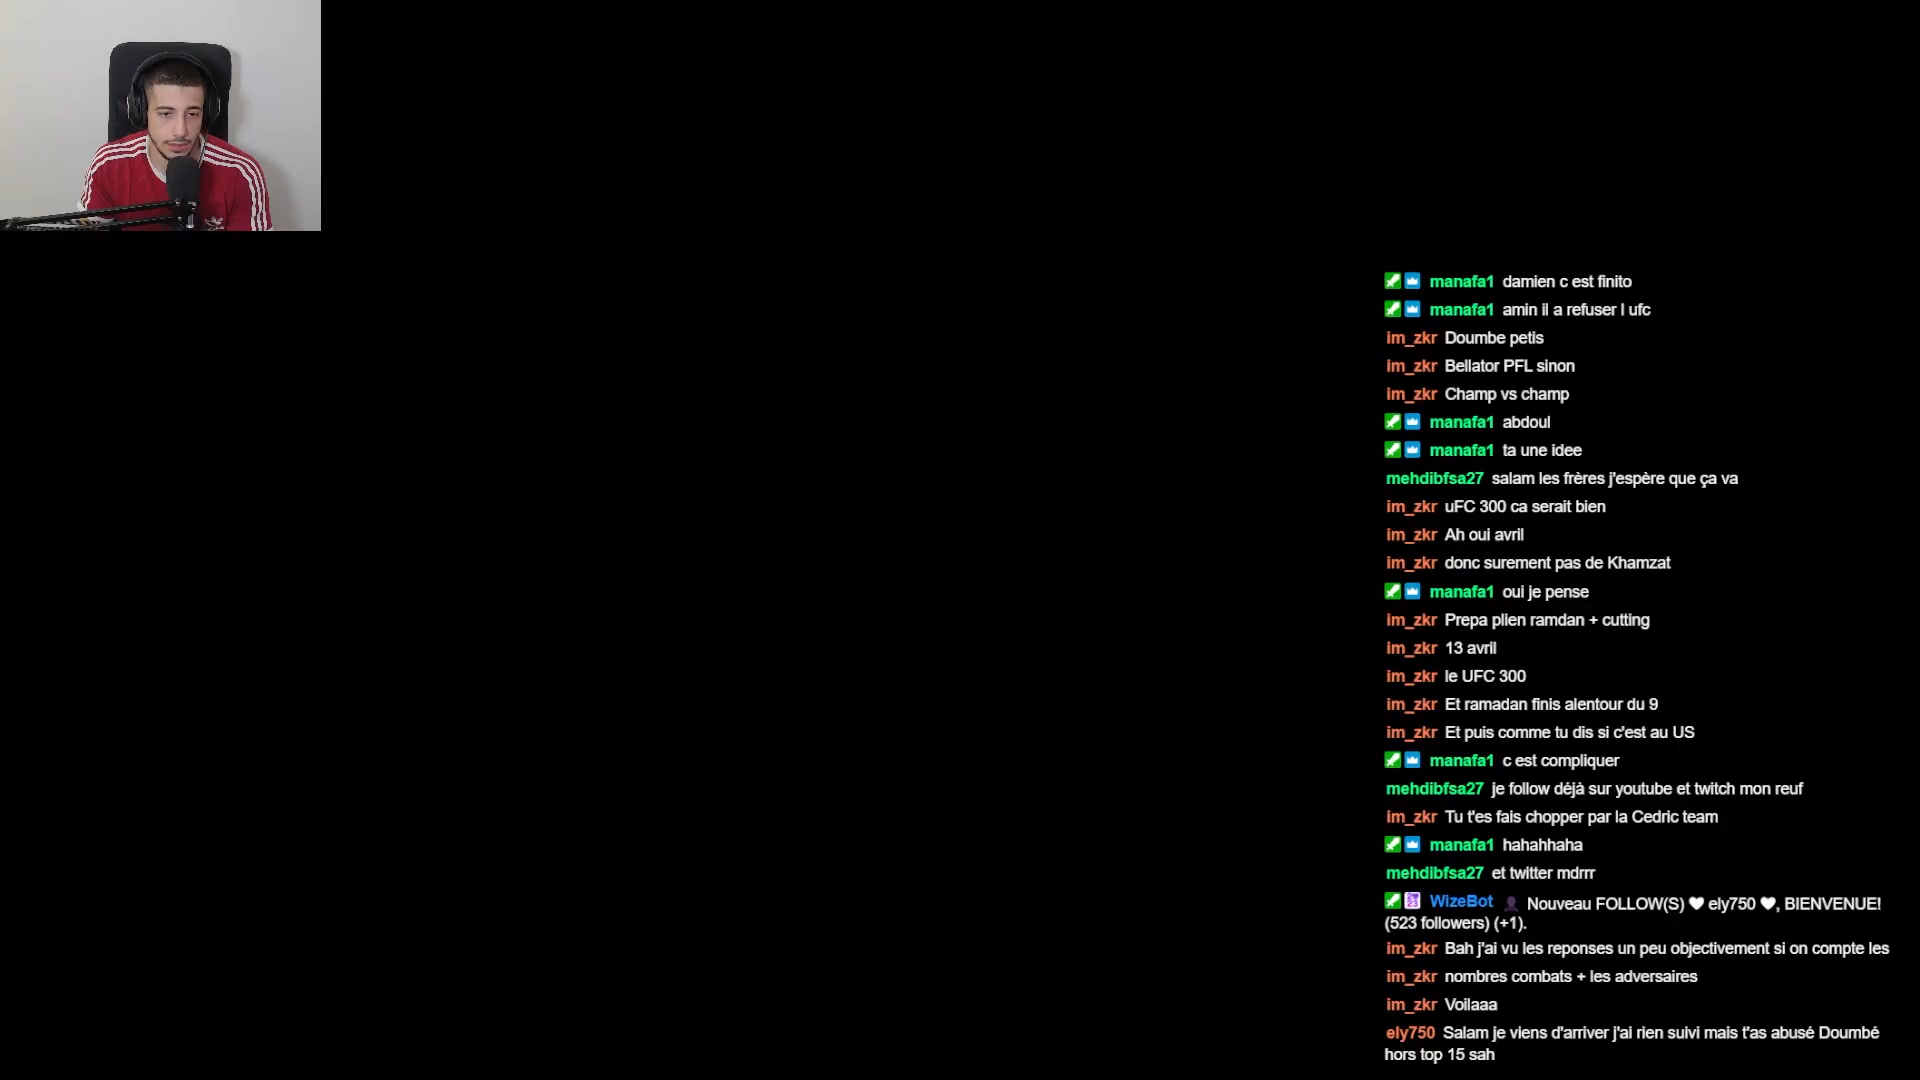 manafa1 damien c est finito
manafa1 amin il a refuser l ufc
im_zkr Doumbe petis
im_zkr Bellator PFL sinon
im_zkr Champ vs champ
manafa1 abdoul
manafa1 ta une idee
mehdibfsa27 salam les frères j'espère que ça va
im_zkr uFC 300 ca serait bien
im_zkr Ah oui avril
im_zkr donc surement pas de Khamzat
manafa1 oui je pense
im_zkr Prepa plien ramdan + cutting
im_zkr 13 avril
im_zkr le UFC 300
im_zkr Et ramadan finis alentour du 9
im_zkr Et puis comme tu dis si c'est au US
manafa1 c est compliquer
mehdibfsa27 je follow déjà sur youtube et twitch mon reuf
im_zkr Tu t'es fais chopper par la Cedric team
manafa1 hahahhaha
mehdibfsa27 et twitter mdrrr
WizeBot 👤 Nouveau FOLLOW(S) ♥ ely750 ♥, BIENVENUE!
(523 followers) (+1).
im_zkr Bah j'ai vu les reponses un peu objectivement si on compte les
im_zkr nombres combats + les adversaires
im_zkr Voilaaa
ely750 Salam je viens d'arriver j'ai rien suivi mais t'as abusé Doumbé
hors top 15 sah